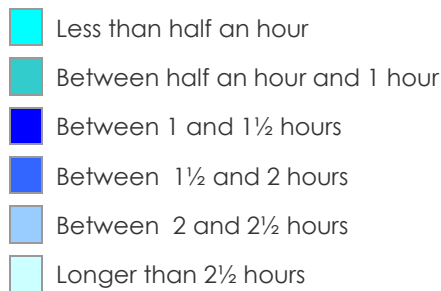 Less than half an hour
Between half an hour and 1 hour
Between 1 and 1½ hours
Between  1½ and 2 hours
Between  2 and 2½ hours
Longer than 2½ hours